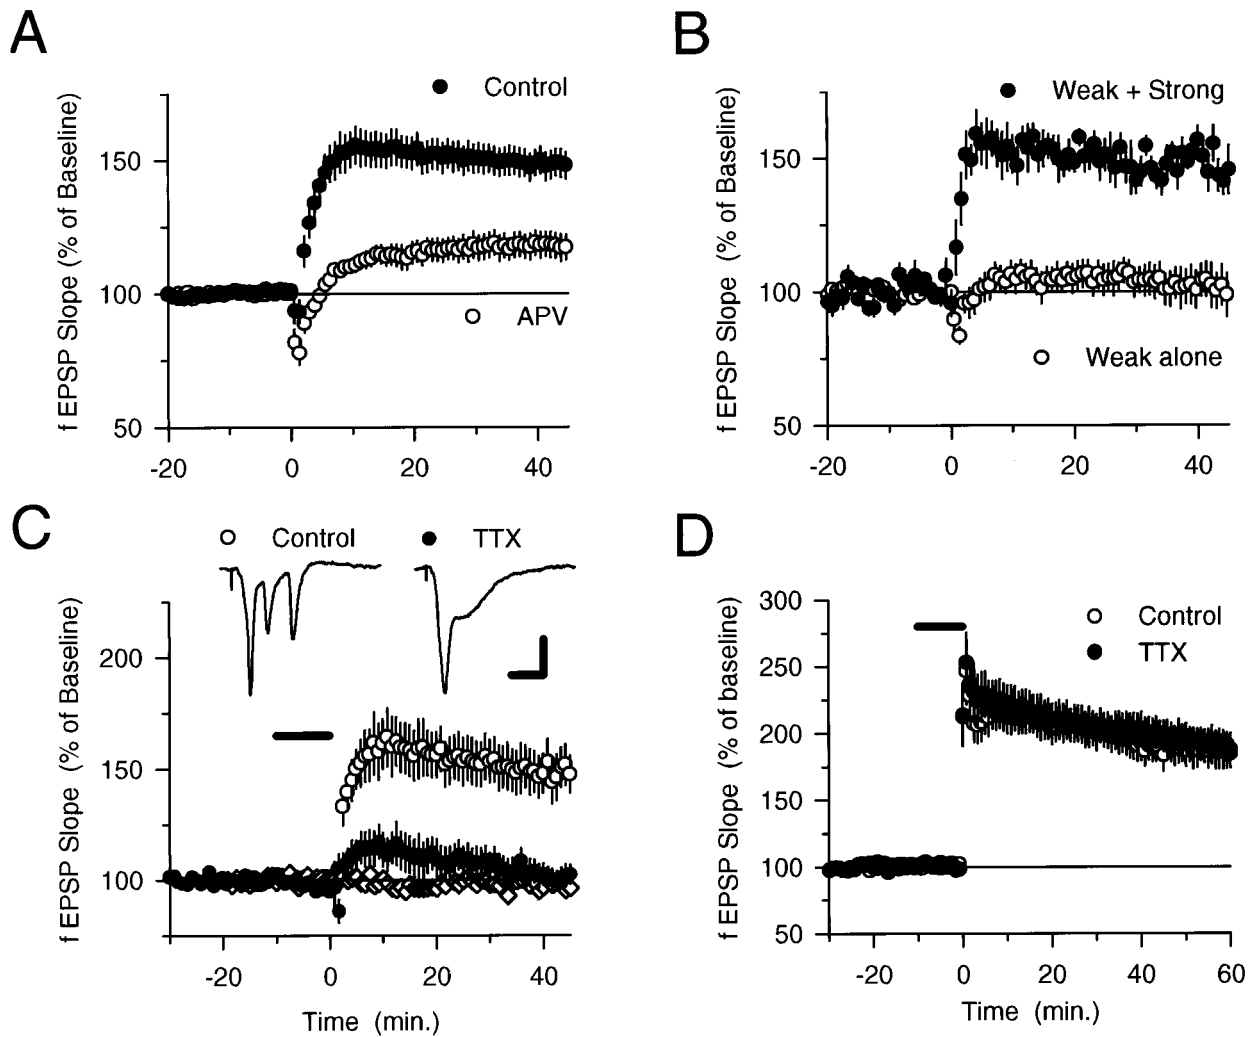 A
Control
f EPSP Slope (% of Baseline)
150
100
50
APV
-20 0 20 40
B
Weak + Strong
f EPSP Slope (% of Baseline)
150
100
50
Weak alone
-20 0 20 40
C
Control TTX
f EPSP Slope (% of Baseline)
200
150
100
-20 0 20 40
Time (min.)
D
Control
TTX
f EPSP Slope (% of baseline)
300
250
200
150
100
50
-20 0 20 40 60
Time (min.)